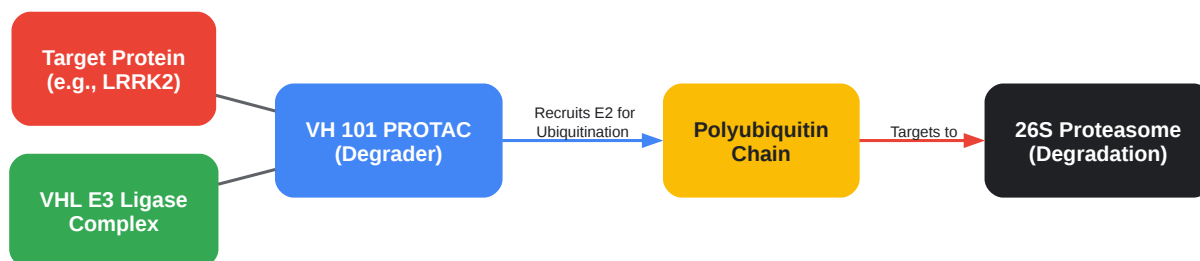 Target Protein
(e.g., LRRK2)
VHL E3 Ligase
Complex
VH 101 PROTAC
(Degrader)
Recruits E2 for
Ubiquitination
Polyubiquitin
Chain
Targets to
26S Proteasome
(Degradation)